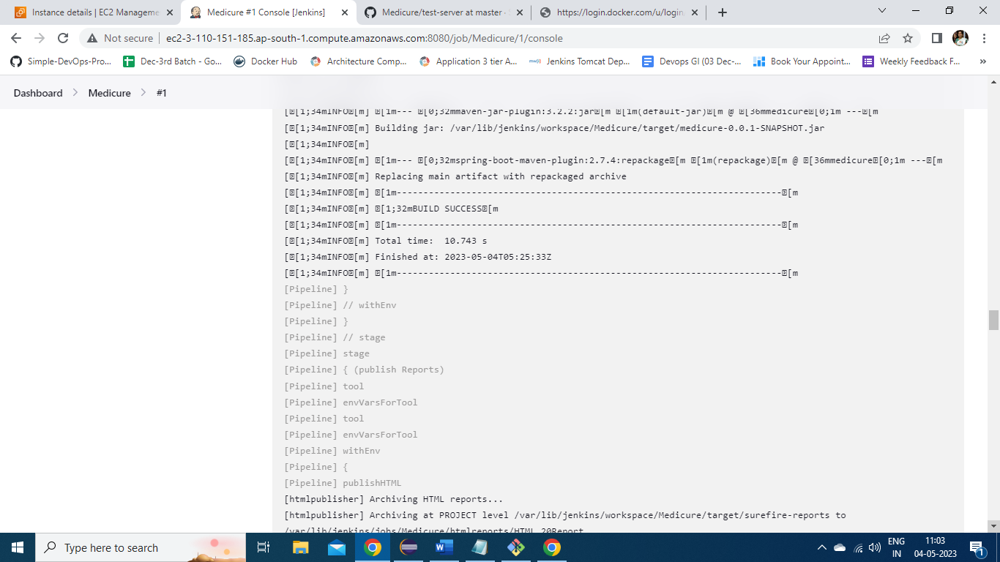 Instance details | EC2 Manageme
Medicure #1 Console [Jenkins]
Medicure/test-server at master ·
https://login.docker.com/u/login
Not secure
ec2-3-110-151-185.ap-south-1.compute.amazonaws.com:8080/job/Medicure/1/console
Simple-DevOps-Pro...
Dec-3rd Batch - Go...
Docker Hub
Architecture Comp...
Application 3 tier A...
Jenkins Tomcat Dep...
Devops GI (03 Dec-...
Book Your Appoint...
Weekly Feedback F...
»
Dashboard > Medicure > #1
[␛[1;34mINFO␛[m] ␛[1m--- ␛[0;32mmaven-jar-plugin:3.2.2:jar␛[m ␛[1m(default-jar)␛[m @ ␛[36mmedicure␛[0;1m ---␛[m
[␛[1;34mINFO␛[m] Building jar: /var/lib/jenkins/workspace/Medicure/target/medicure-0.0.1-SNAPSHOT.jar
[␛[1;34mINFO␛[m]
[␛[1;34mINFO␛[m] ␛[1m--- ␛[0;32mspring-boot-maven-plugin:2.7.4:repackage␛[m ␛[1m(repackage)␛[m @ ␛[36mmedicure␛[0;1m ---␛[m
[␛[1;34mINFO␛[m] Replacing main artifact with repackaged archive
[␛[1;34mINFO␛[m] ␛[1m------------------------------------------------------------------------␛[m
[␛[1;34mINFO␛[m] ␛[1;32mBUILD SUCCESS␛[m
[␛[1;34mINFO␛[m] ␛[1m------------------------------------------------------------------------␛[m
[␛[1;34mINFO␛[m] Total time:  10.743 s
[␛[1;34mINFO␛[m] Finished at: 2023-05-04T05:25:33Z
[␛[1;34mINFO␛[m] ␛[1m------------------------------------------------------------------------␛[m
[Pipeline] }
[Pipeline] // withEnv
[Pipeline] }
[Pipeline] // stage
[Pipeline] stage
[Pipeline] { (publish Reports)
[Pipeline] tool
[Pipeline] envVarsForTool
[Pipeline] tool
[Pipeline] envVarsForTool
[Pipeline] withEnv
[Pipeline] {
[Pipeline] publishHTML
[htmlpublisher] Archiving HTML reports...
[htmlpublisher] Archiving at PROJECT level /var/lib/jenkins/workspace/Medicure/target/surefire-reports to
/var/lib/jenkins/jobs/Medicure/htmlreports/HTML_20Report
Type here to search
ENG
IN
11:03
04-05-2023
1